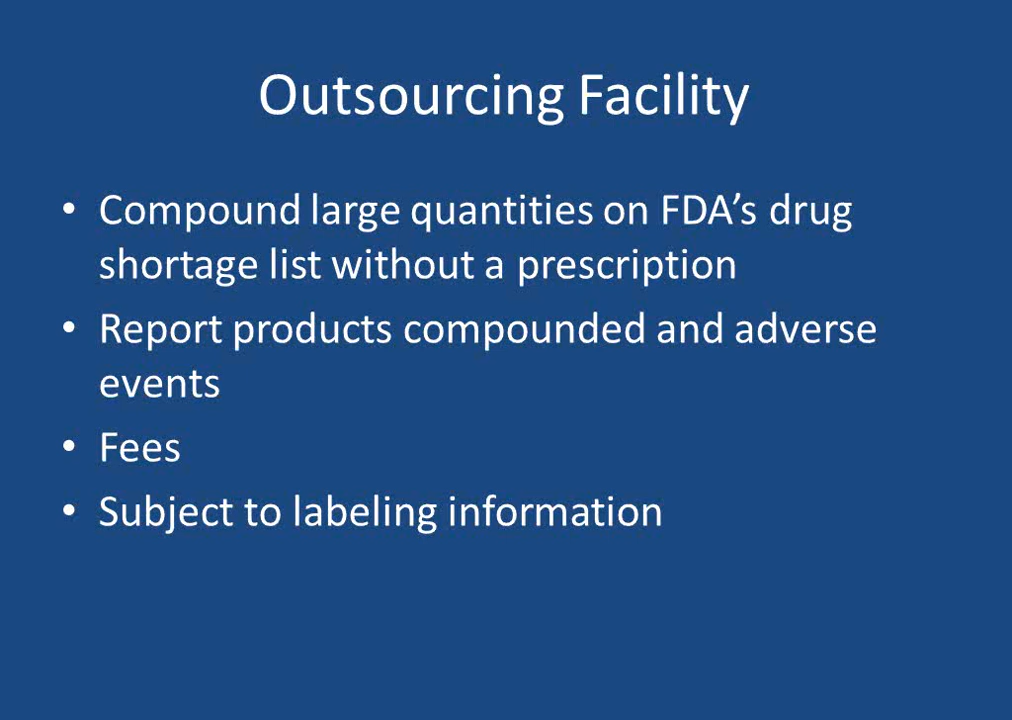 Outsourcing Facility
• Compound large quantities on FDA’s drug
shortage list without a prescription
• Report products compounded and adverse
events
• Fees
• Subject to labeling information